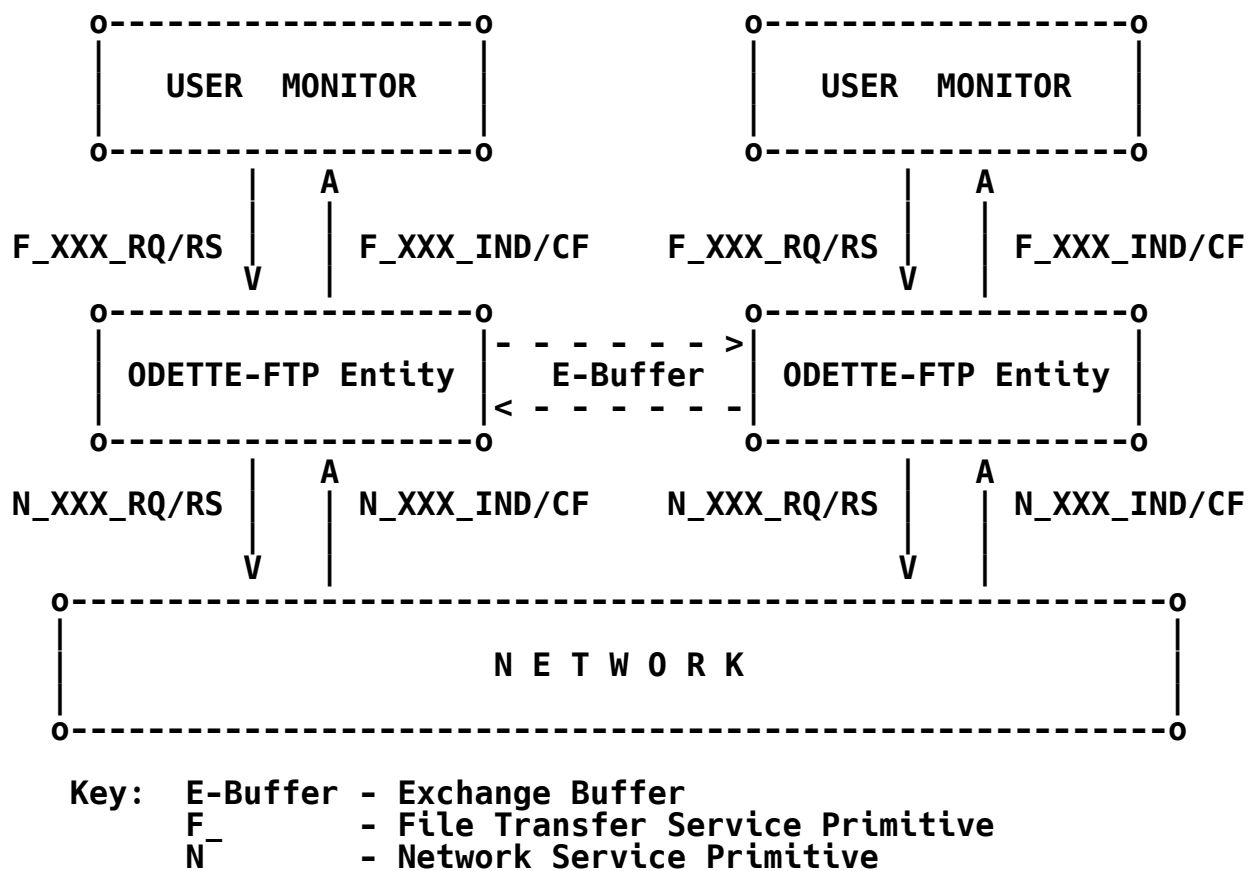 USER MONITOR USER MONITOR
F_XXX_RQ/RS F_XXX_IND/CF F_XXX_RQ/RS F_XXX_IND/CF
ODETTE-FTP Entity E-Buffer ODETTE-FTP Entity
N_XXX_RQ/RS N_XXX_IND/CF N_XXX_RQ/RS N_XXX_IND/CF
N E T W O R K
Key: E-Buffer - Exchange Buffer
F_ - File Transfer Service Primitive
N - Network Service Primitive